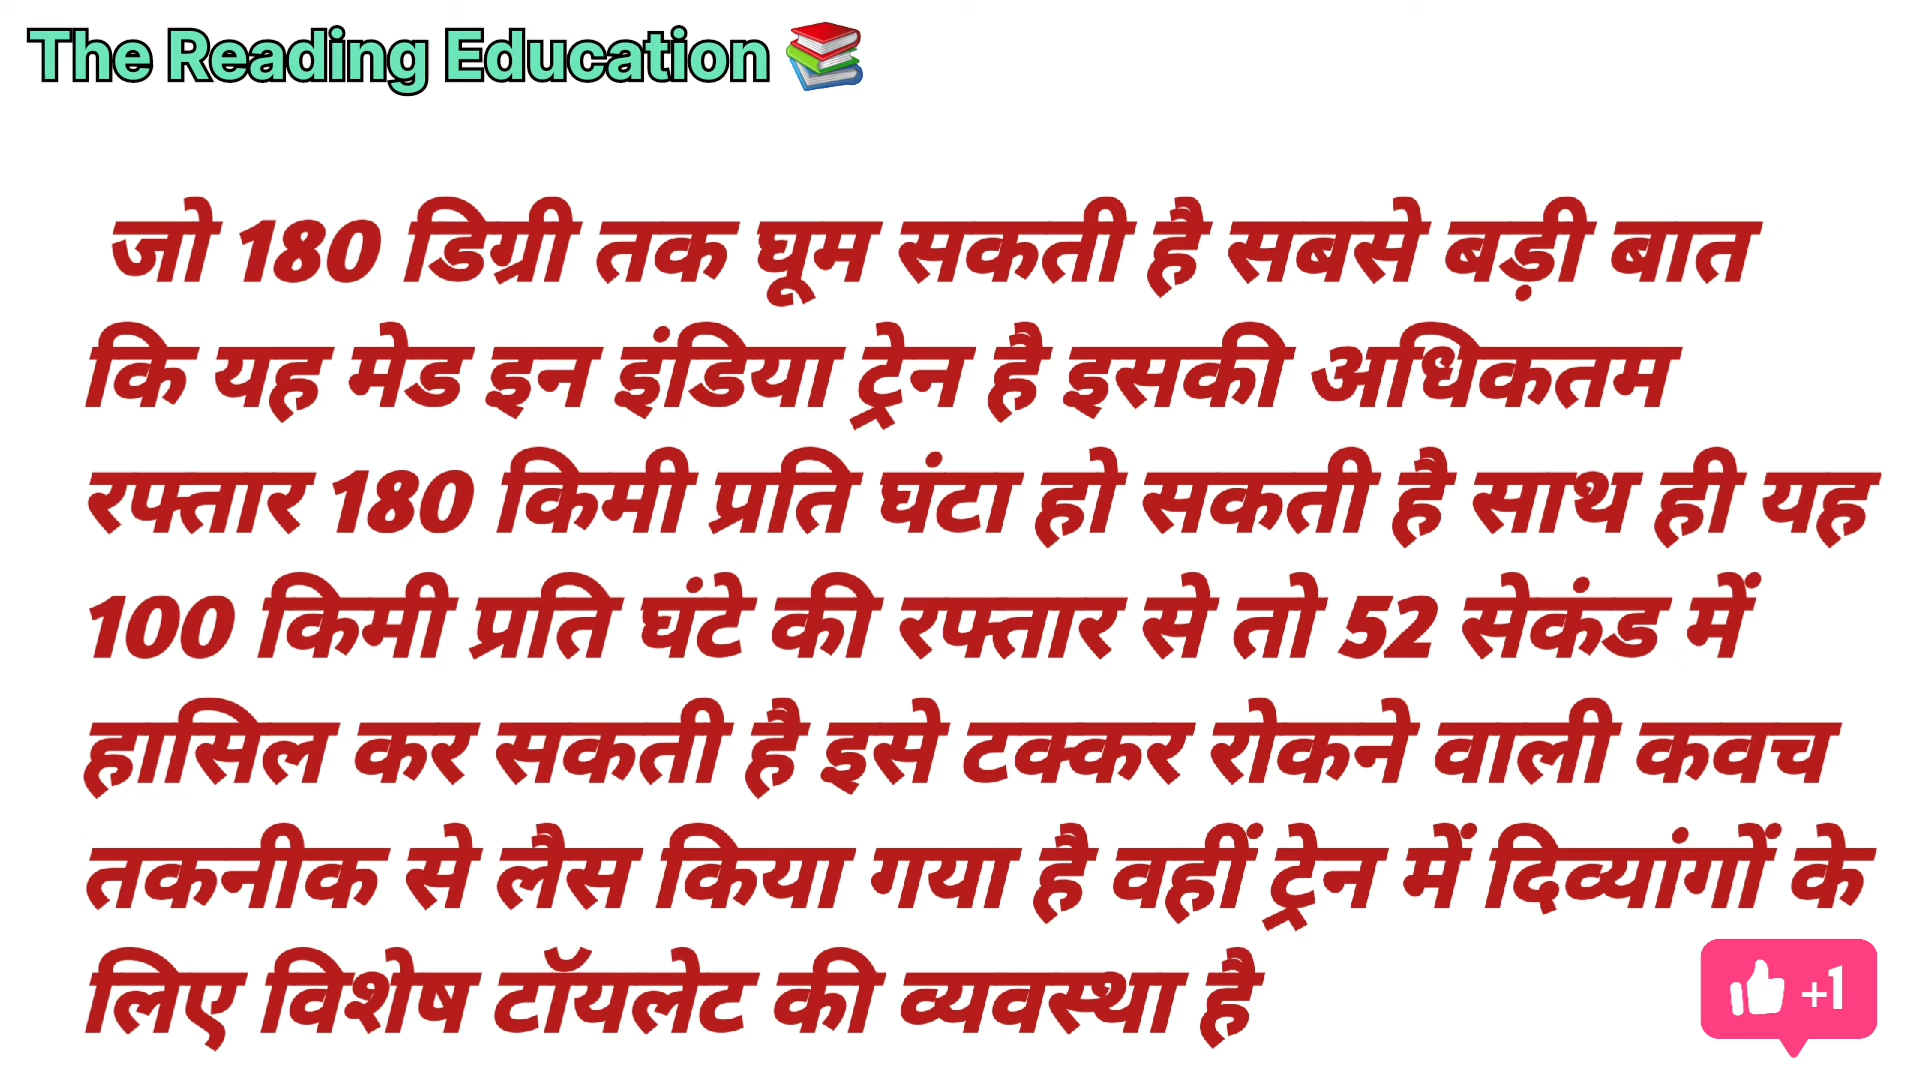 The Reading Education
जो 180 डिग्री तक घूम सकती है सबसे बड़ी बात
कि यह मेड इन इंडिया ट्रेन है इसकी अधिकतम
रफ्तार 180 किमी प्रति घंटा हो सकती है साथ ही यह
100 किमी प्रति घंटे की रफ्तार से तो 52 सेकंड में
हासिल कर सकती है इसे टक्कर रोकने वाली कवच
तकनीक से लैस किया गया है वहीं ट्रेन में दिव्यांगों के
लिए विशेष टॉयलेट की व्यवस्था है
+1